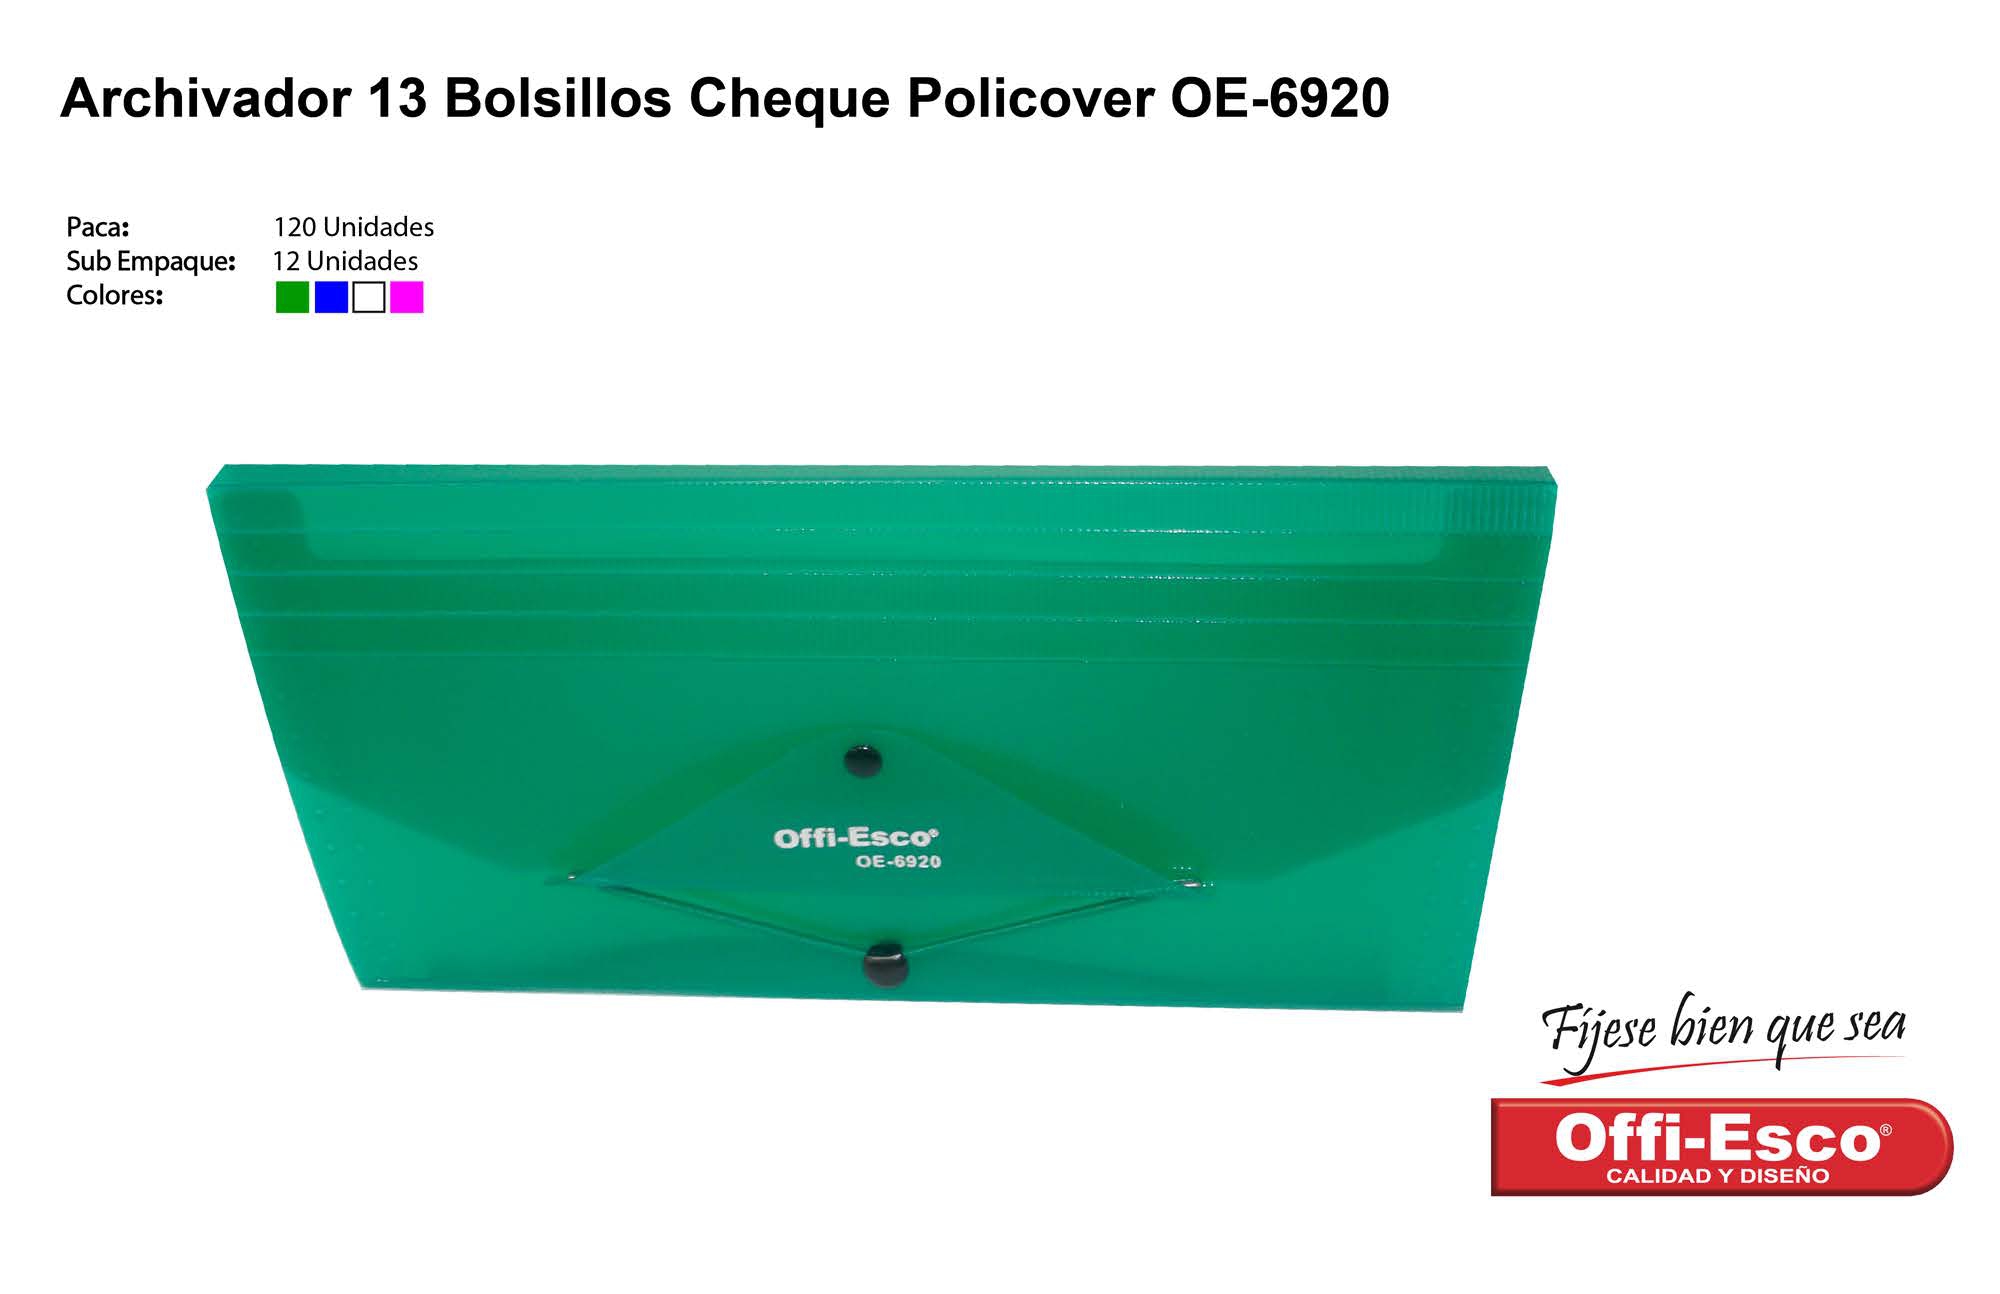 Archivador 13 Bolsillos Cheque Policover OE-6920
Paca: 120 Unidades
Sub Empaque: 12 Unidades
Colores:
Offi-Esco®
OE-6920
Fíjese bien que sea
Offi-Esco®
CALIDAD Y DISEÑO